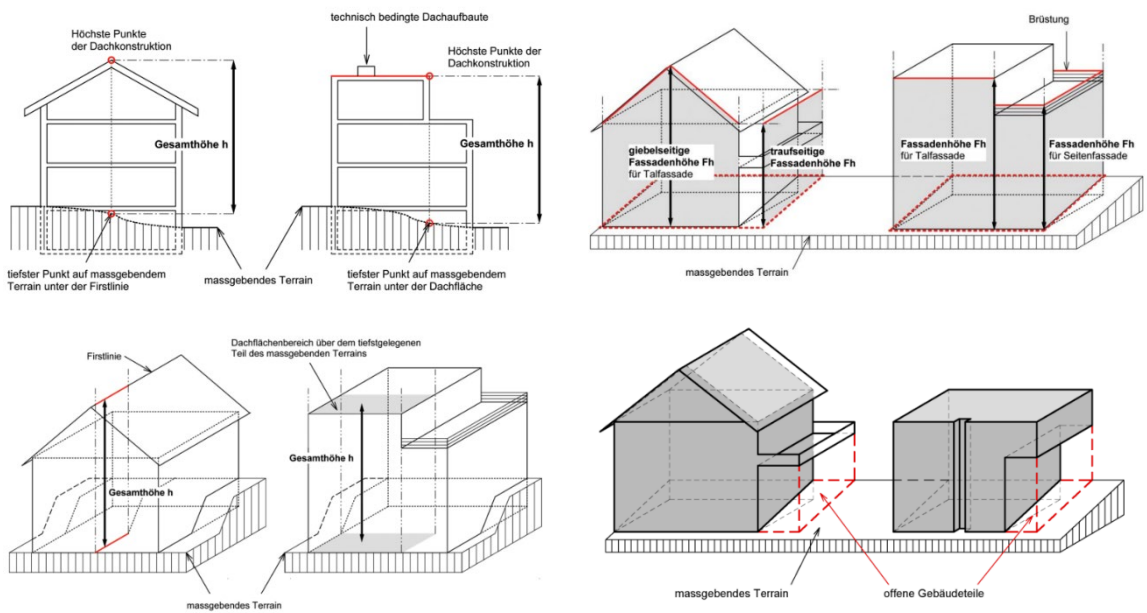 technisch bedingte Dachaufbaute
Höchste Punkte
der Dachkonstruktion
Höchste Punkte der
Dachkonstruktion
Gesamthöhe h
Gesamthöhe h
tiefster Punkt auf massgebendem
Terrain unter der Firstlinie
massgebendes Terrain
tiefster Punkt auf massgebendem
Terrain unter der Dachfläche
Brüstung
giebelseitige
Fassadenhöhe Fh
für Talfassade
traufseitige
Fassadenhöhe Fh
Fassadenhöhe Fh
für Talfassade
Fassadenhöhe Fh
für Seitenfassade
massgebendes Terrain
Firstlinie
Dachflächenbereich über dem tiefstgelegenen
Teil des massgebenden Terrains
Gesamthöhe h
Gesamthöhe h
massgebendes Terrain
massgebendes Terrain
offene Gebäudeteile